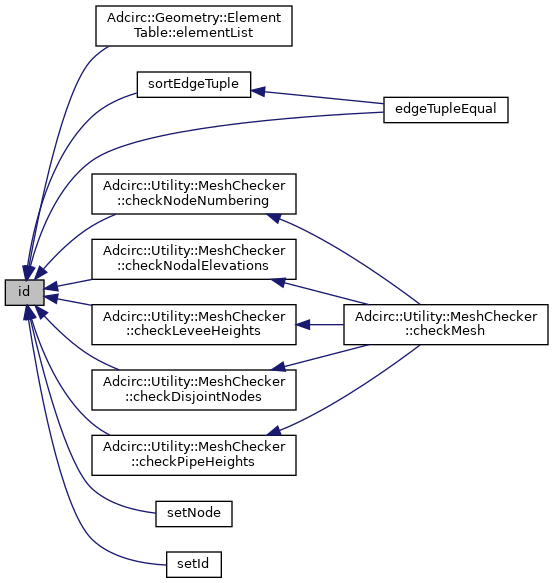 Adcirc::Geometry::Element
Table::elementList
sortEdgeTuple
edgeTupleEqual
Adcirc::Utility::MeshChecker
::checkNodeNumbering
Adcirc::Utility::MeshChecker
::checkNodalElevations
id
Adcirc::Utility::MeshChecker
::checkLeveeHeights
Adcirc::Utility::MeshChecker
::checkMesh
Adcirc::Utility::MeshChecker
::checkDisjointNodes
Adcirc::Utility::MeshChecker
::checkPipeHeights
setNode
setId